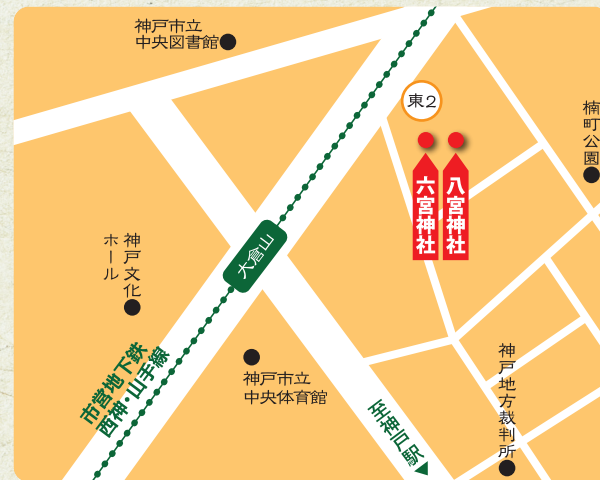 神戸市立
中央図書館
東2
楠町公園
六宮神社
八宮神社
大倉山
神戸文化
ホール
市営地下鉄
西神・山手線
神戸市立
中央体育館
至神戸駅
神戸地方裁判所